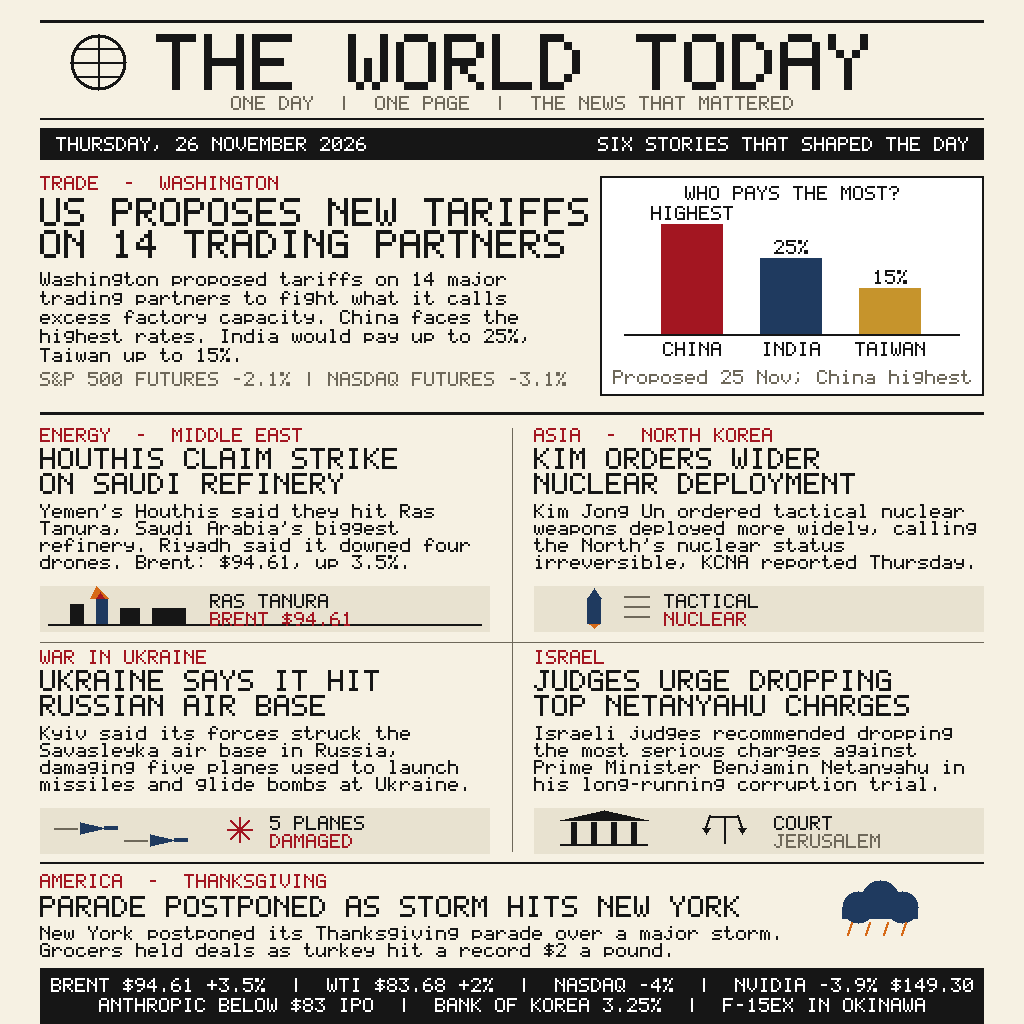 THE WORLD TODAY
ONE DAY | ONE PAGE | THE NEWS THAT MATTERED
THURSDAY, 26 NOVEMBER 2026
SIX STORIES THAT SHAPED THE DAY
TRADE - WASHINGTON
US PROPOSES NEW TARIFFS
ON 14 TRADING PARTNERS
Washington proposed tariffs on 14 major
trading partners to fight what it calls
excess factory capacity. China faces the
highest rates. India would pay up to 25%,
Taiwan up to 15%.
S&P 500 FUTURES -2.1% | NASDAQ FUTURES -3.1%
WHO PAYS THE MOST?
HIGHEST
25%
15%
CHINA INDIA TAIWAN
Proposed 25 Nov; China highest
ENERGY - MIDDLE EAST
HOUTHIS CLAIM STRIKE
ON SAUDI REFINERY
Yemen's Houthis said they hit Ras
Tanura, Saudi Arabia's biggest
refinery. Riyadh said it downed four
drones. Brent: $94.61, up 3.5%.
RAS TANURA
BRENT $94.61
ASIA - NORTH KOREA
KIM ORDERS WIDER
NUCLEAR DEPLOYMENT
Kim Jong Un ordered tactical nuclear
weapons deployed more widely, calling
the North's nuclear status
irreversible, KCNA reported Thursday.
TACTICAL
NUCLEAR
WAR IN UKRAINE
UKRAINE SAYS IT HIT
RUSSIAN AIR BASE
Kyiv said its forces struck the
Savasleyka air base in Russia,
damaging five planes used to launch
missiles and glide bombs at Ukraine.
5 PLANES
DAMAGED
ISRAEL
JUDGES URGE DROPPING
TOP NETANYAHU CHARGES
Israeli judges recommended dropping
the most serious charges against
Prime Minister Benjamin Netanyahu in
his long-running corruption trial.
COURT
JERUSALEM
AMERICA - THANKSGIVING
PARADE POSTPONED AS STORM HITS NEW YORK
New York postponed its Thanksgiving parade over a major storm.
Grocers held deals as turkey hit a record $2 a pound.
BRENT $94.61 +3.5% | WTI $83.68 +2% | NASDAQ -4% | NVIDIA -3.9% $149.30
ANTHROPIC BELOW $83 IPO | BANK OF KOREA 3.25% | F-15EX IN OKINAWA